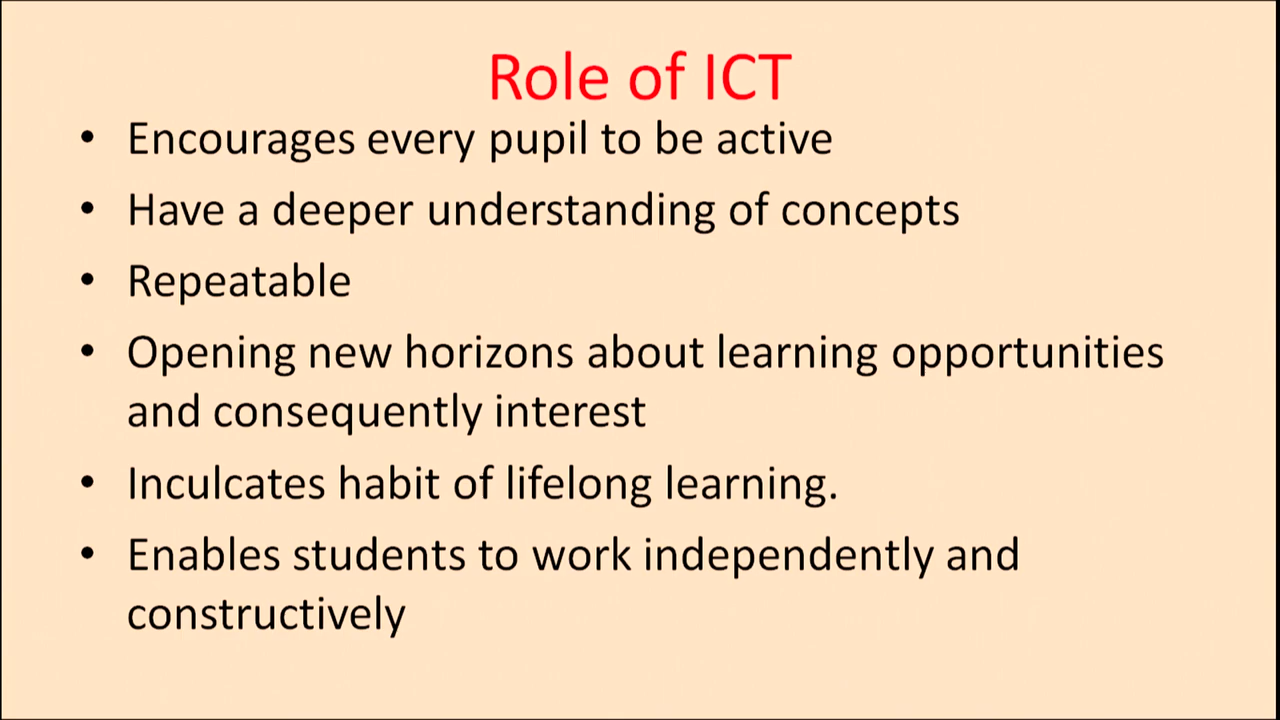 Role of ICT
• Encourages every pupil to be active
• Have a deeper understanding of concepts
• Repeatable
• Opening new horizons about learning opportunities
and consequently interest
• Inculcates habit of lifelong learning.
• Enables students to work independently and
constructively